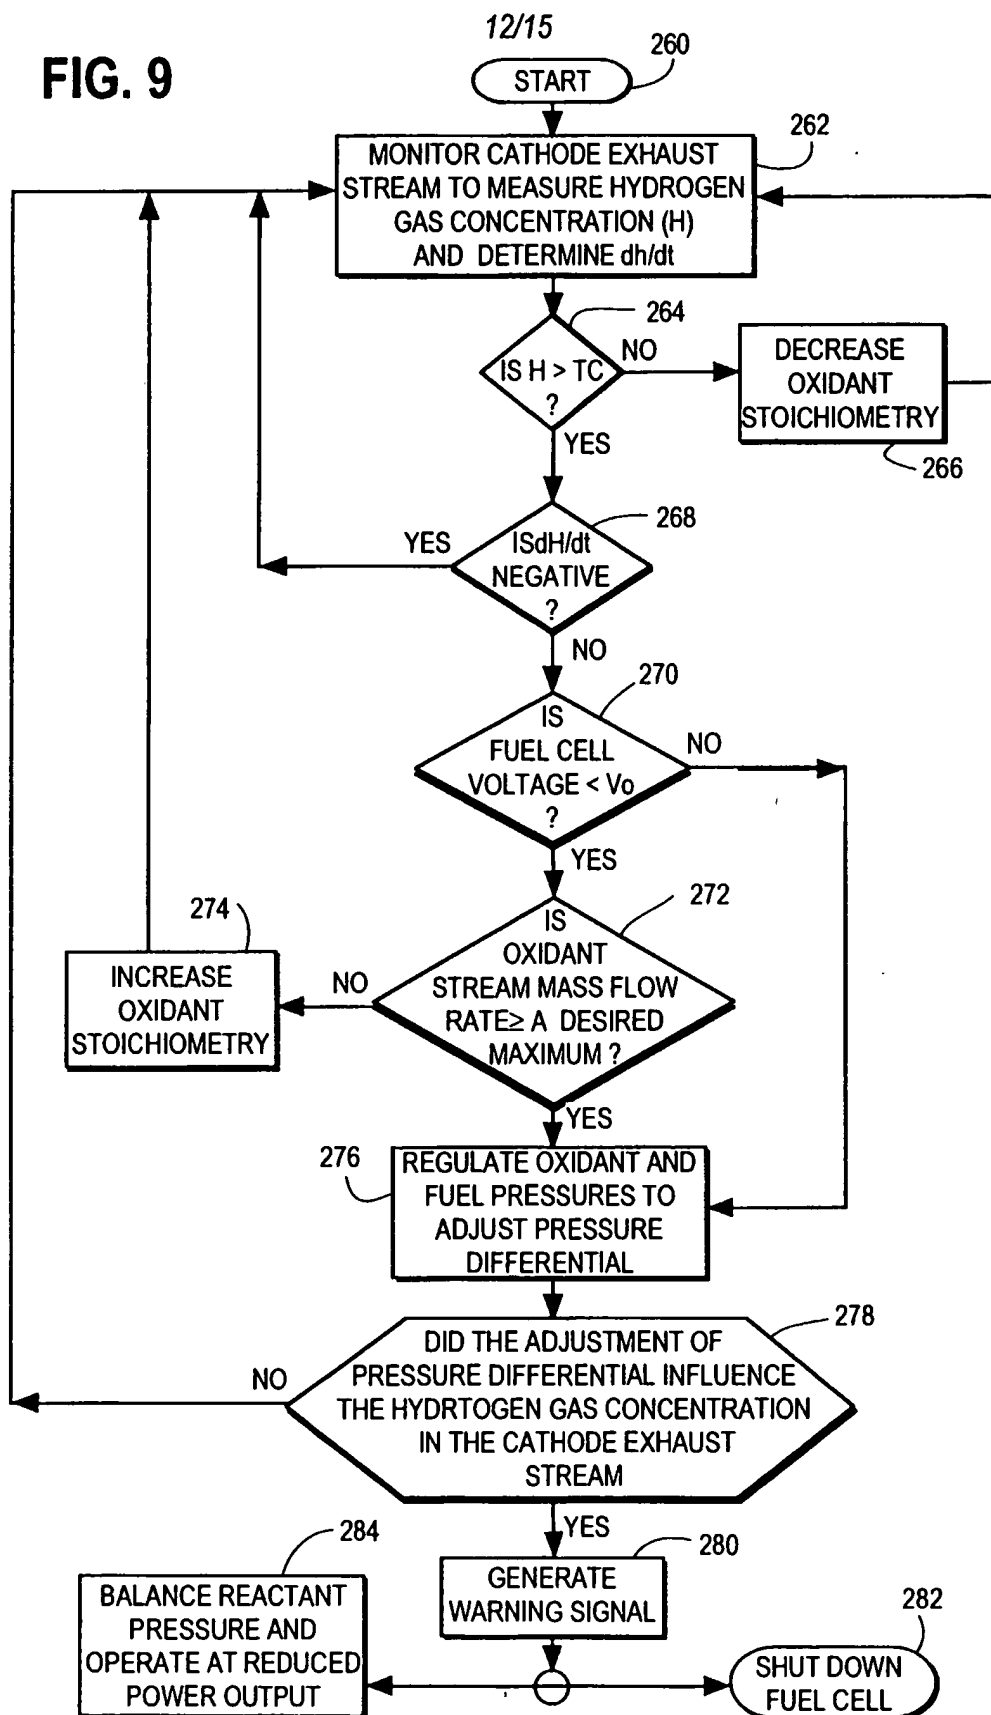 12/15
FIG. 9
260
START
262
MONITOR CATHODE EXHAUST
STREAM TO MEASURE HYDROGEN
GAS CONCENTRATION (H)
AND DETERMINE dh/dt
264
IS H > TC
?
NO
YES
DECREASE
OXIDANT
STOICHIOMETRY
266
268
ISdH/dt
NEGATIVE
?
YES
NO
270
IS
FUEL CELL
VOLTAGE < Vo
?
NO
YES
272
IS
OXIDANT
STREAM MASS FLOW
RATE≥ A DESIRED
MAXIMUM ?
NO
YES
274
INCREASE
OXIDANT
STOICHIOMETRY
276
REGULATE OXIDANT AND
FUEL PRESSURES TO
ADJUST PRESSURE
DIFFERENTIAL
278
DID THE ADJUSTMENT OF
PRESSURE DIFFERENTIAL INFLUENCE
THE HYDRTOGEN GAS CONCENTRATION
IN THE CATHODE EXHAUST
STREAM
NO
YES
280
GENERATE
WARNING SIGNAL
284
BALANCE REACTANT
PRESSURE AND
OPERATE AT REDUCED
POWER OUTPUT
282
SHUT DOWN
FUEL CELL